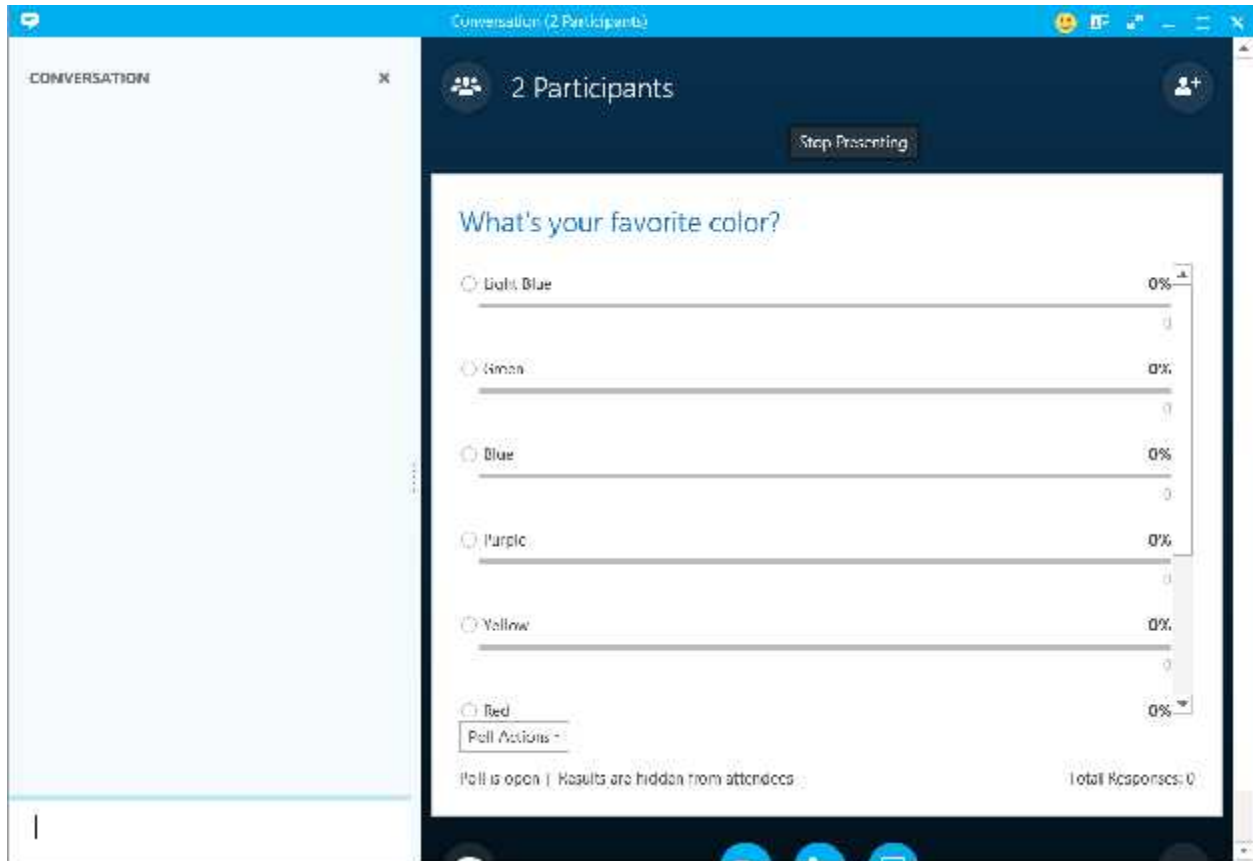 Conversation (2 Participants)
CONVERSATION
2 Participants
Stop Presenting
What's your favorite color?
Light Blue 0%
0
Green 0%
0
Blue 0%
0
Purple 0%
0
Yellow 0%
0
Red 0%
Poll Actions
Poll is open | Results are hidden from attendees Total Responses: 0